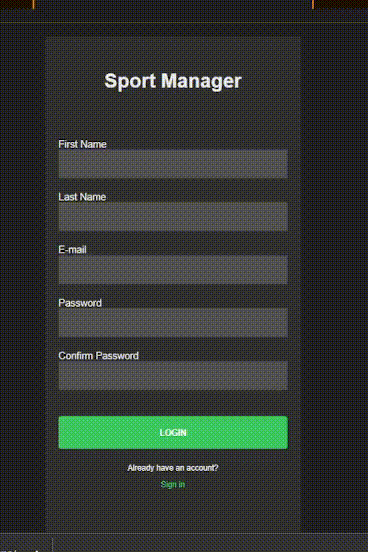 Sport Manager
First Name
Last Name
E-mail
Password
Confirm Password
LOGIN
Already have an account?
Sign in